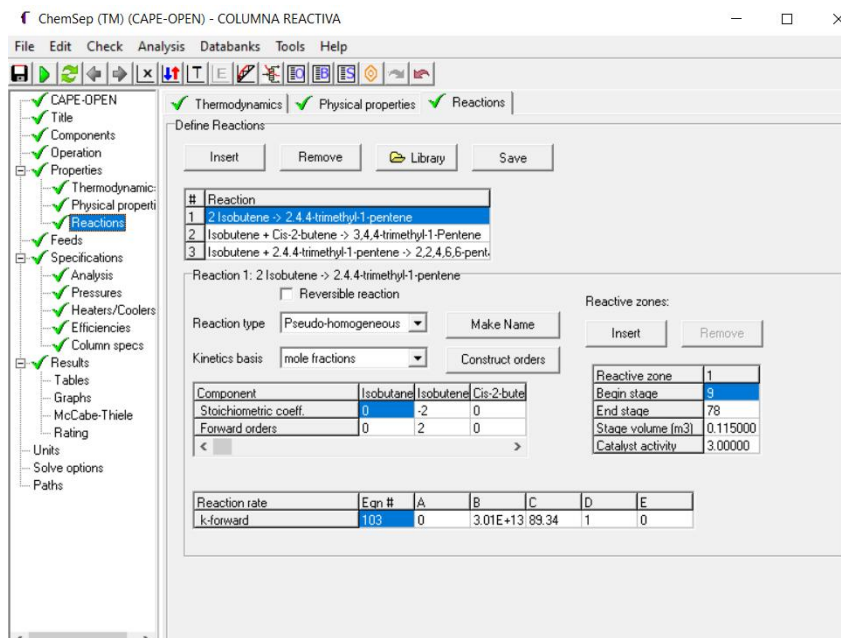 ChemSep (TM) (CAPE-OPEN) - COLUMNA REACTIVA
File Edit Check Analysis Databanks Tools Help
CAPE-OPEN
Title
Components
Operation
Properties
Thermodynamic:
Physical properti
Reactions
Feeds
Specifications
Analysis
Pressures
Heaters/Coolers
Efficiencies
Column specs
Results
Tables
Graphs
McCabe-Thiele
Rating
Units
Solve options
Paths
Thermodynamics Physical properties Reactions
Define Reactions
Insert Remove Library Save
# Reaction
1 2 Isobutene -> 2.4.4-trimethyl-1-pentene
2 Isobutene + Cis-2-butene -> 3,4,4-trimethyl-1-Pentene
3 Isobutene + 2.4.4-trimethyl-1-pentene -> 2,2,4,6,6-pent
Reaction 1: 2 Isobutene -> 2.4.4-trimethyl-1-pentene
Reversible reaction
Reaction type Pseudo-homogeneous Make Name
Kinetics basis mole fractions Construct orders
Component Isobutane Isobutene Cis-2-bute
Stoichiometric coeff. 0 -2 0
Forward orders 0 2 0
Reactive zones:
Insert Remove
Reactive zone 1
Begin stage 9
End stage 78
Stage volume (m3) 0.115000
Catalyst activity 3.00000
Reaction rate Eqn # A B C D E
k-forward 103 0 3.01E+13 89.34 1 0